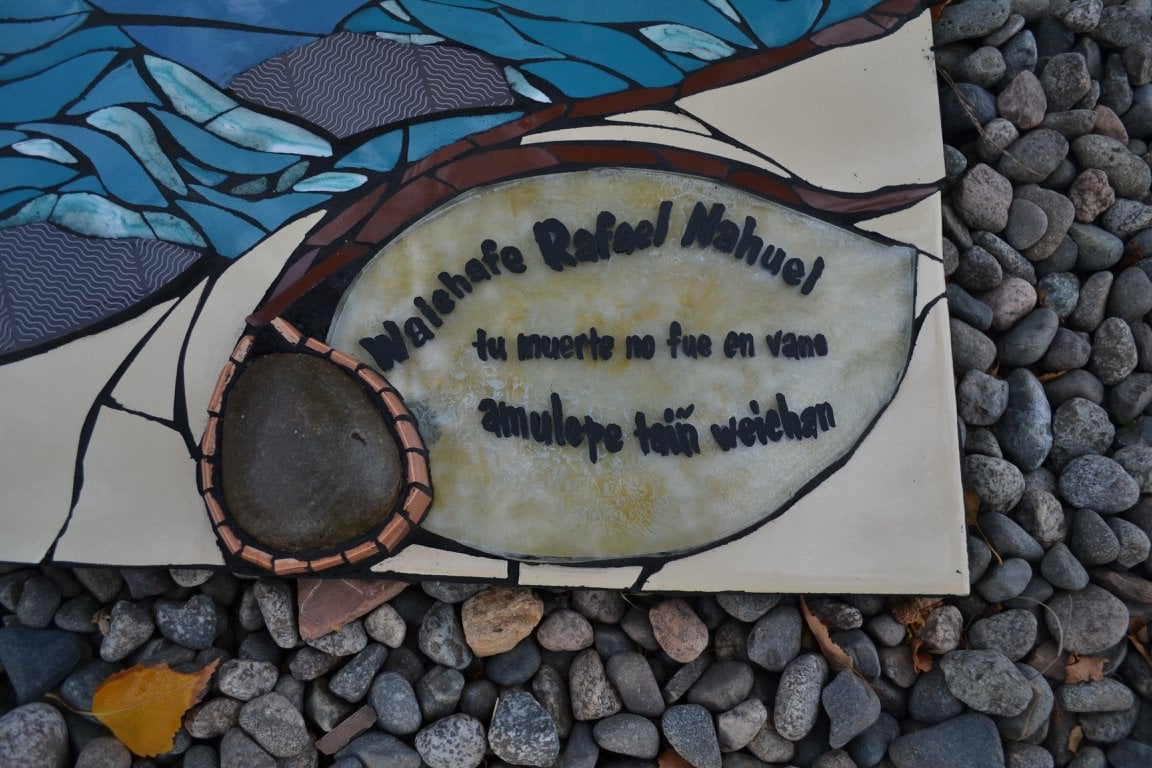 Weichafe Rafael Nahuel
tu muerte no fue en vano
amulepe taiñ weichan